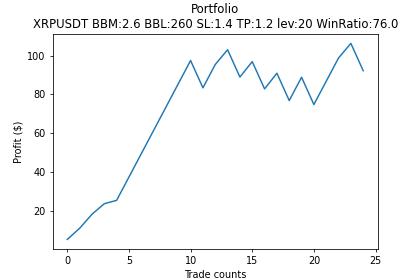 Portfolio
XRPUSDT BBM:2.6 BBL:260 SL:1.4 TP:1.2 lev:20 WinRatio:76.0
100
80
60
40
20
Profit ($)
0 5 10 15 20 25
Trade counts